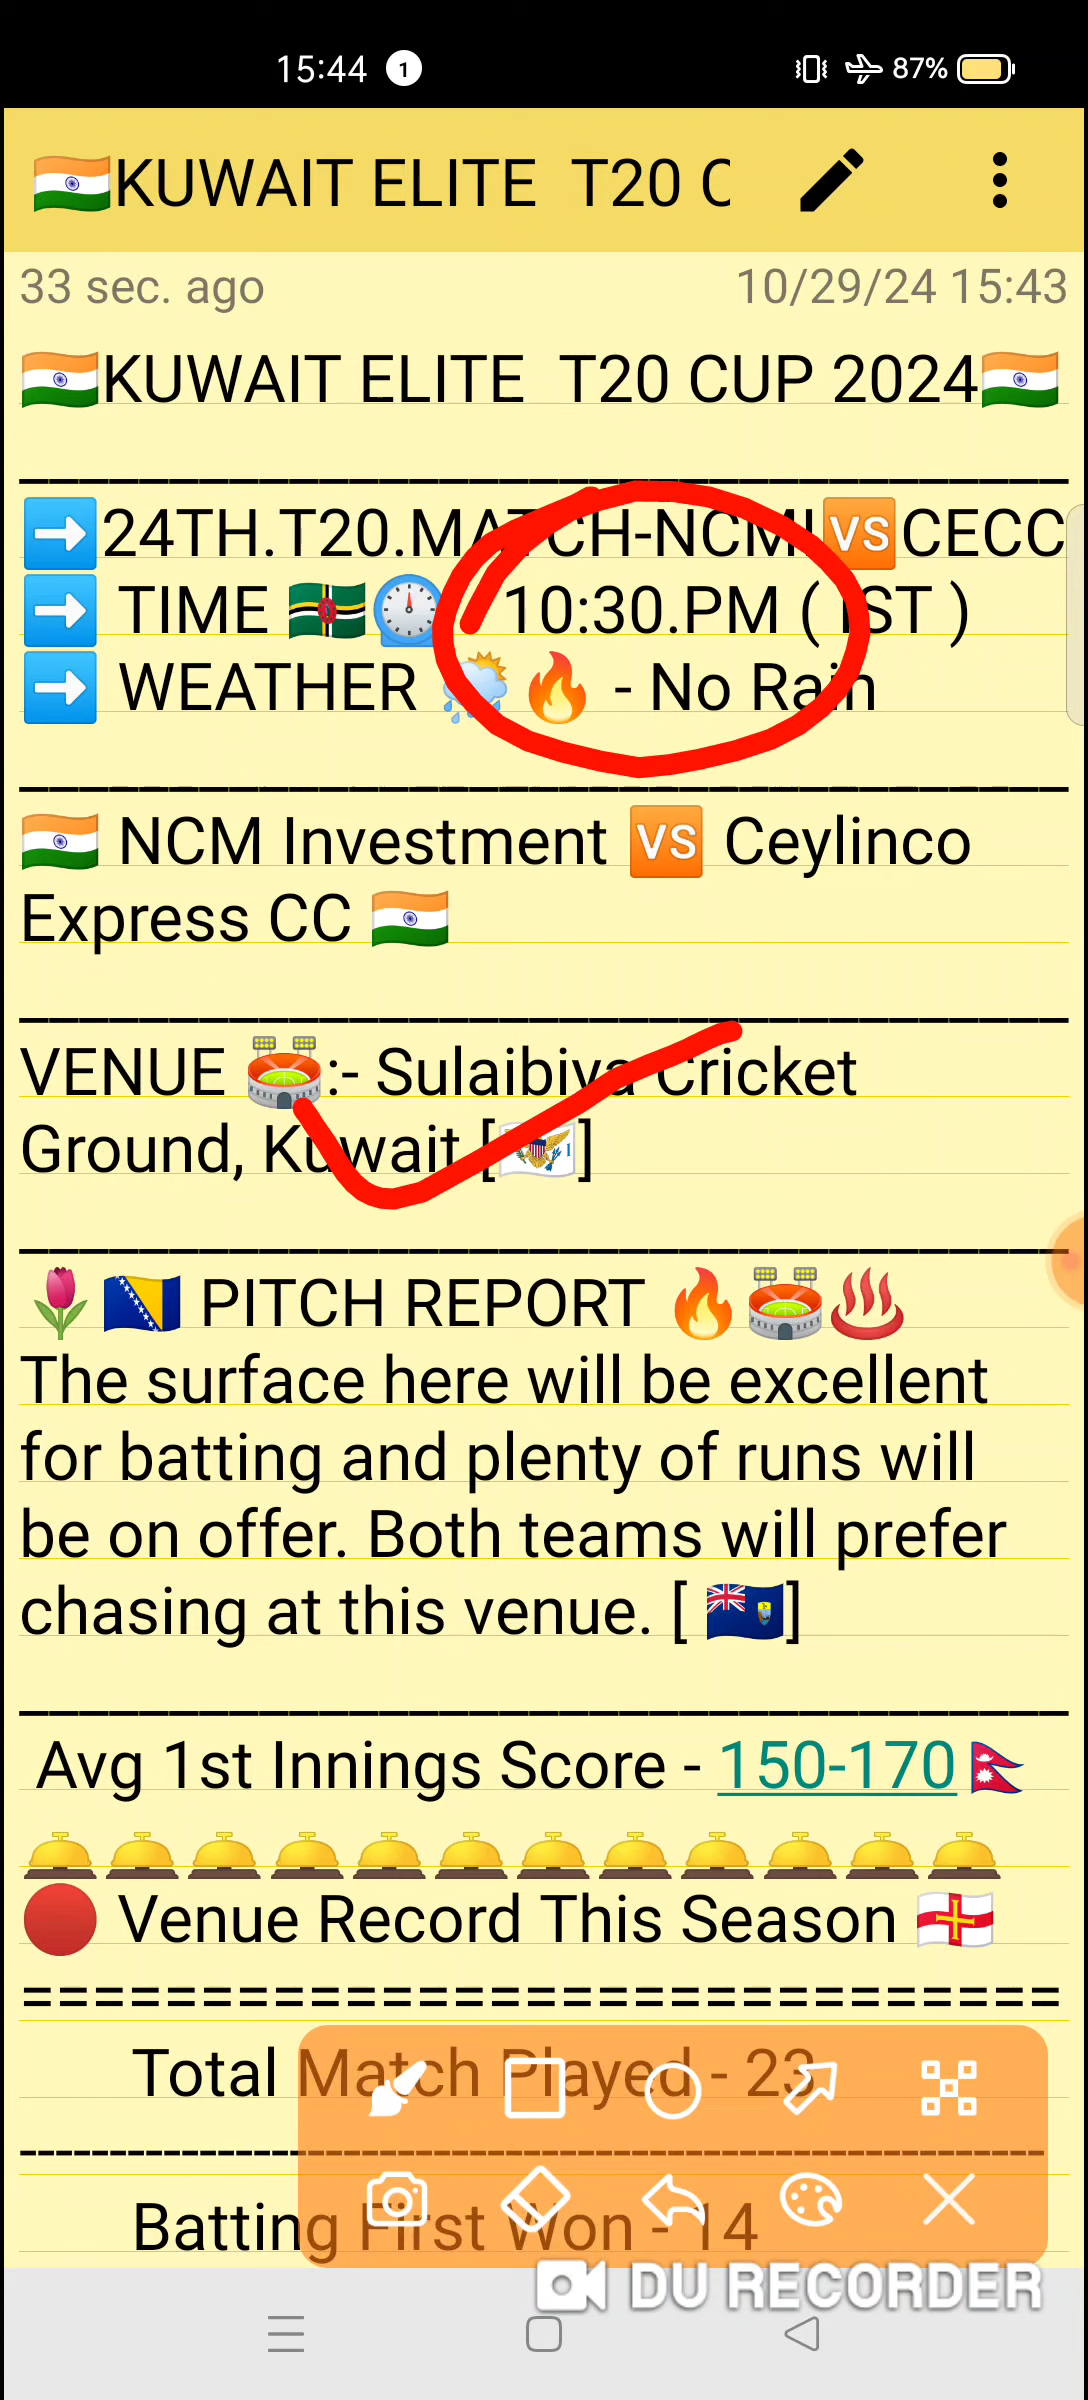 15:44 1 87%
🇮🇳KUWAIT ELITE T20 C
33 sec. ago 10/29/24 15:43
🇮🇳KUWAIT ELITE T20 CUP 2024🇮🇳
➡️24TH.T20.MATCH-NCMI🆚CECC
➡️ TIME 🇩🇲⏲️ 10:30.PM ( IST )
➡️ WEATHER 🌦️🔥 - No Rain
🇮🇳 NCM Investment 🆚 Ceylinco
Express CC 🇮🇳
VENUE 🏟️:- Sulaibiya Cricket
Ground, Kuwait [🇻🇮]
🌷🇧🇦 PITCH REPORT 🔥🏟️♨️
The surface here will be excellent
for batting and plenty of runs will
be on offer. Both teams will prefer
chasing at this venue. [ 🇸🇭]
Avg 1st Innings Score - 150-170🇳🇵
🛎️🛎️🛎️🛎️🛎️🛎️🛎️🛎️🛎️🛎️🛎️🛎️
🔴 Venue Record This Season 🇬🇬
=============================
Total Match Played - 23
Batting First Won - 14
DU RECORDER